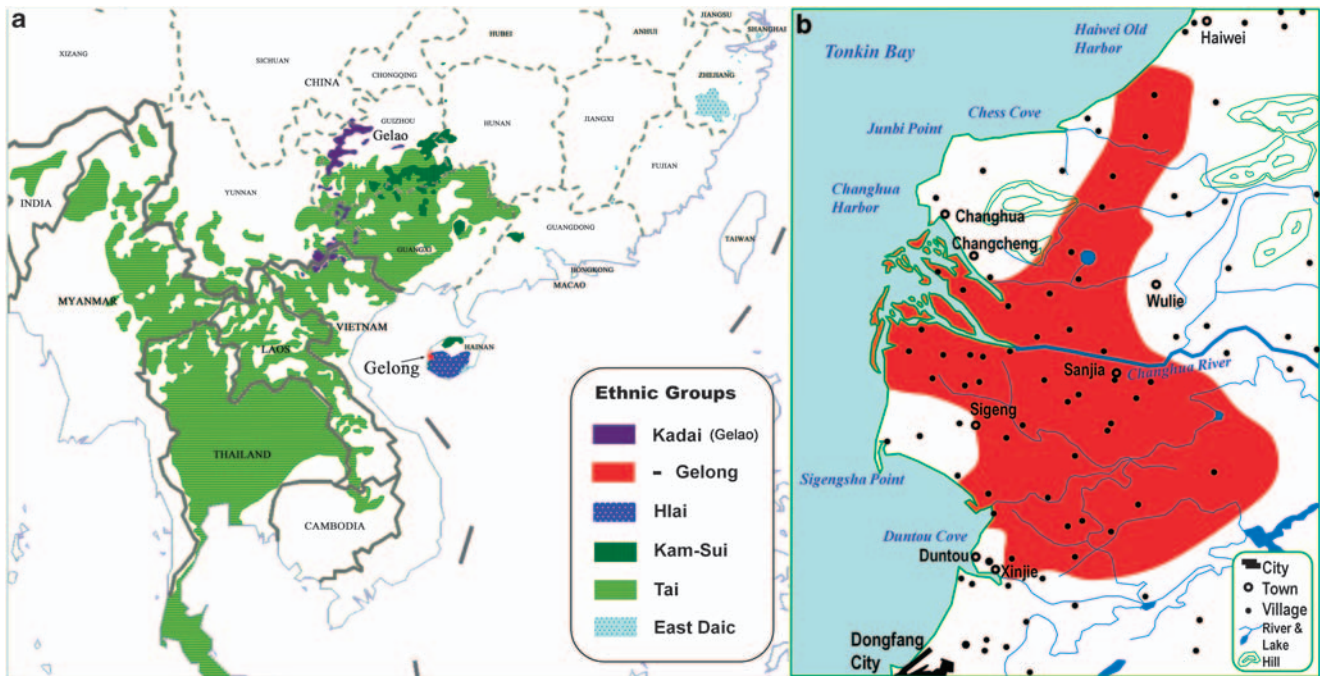 a
XIZANG
SICHUAN
CHINA
CHONGQING
HUBEI
ANHUI
JIANGSU
SHANGHAI
ZHEJIANG
GUIZHOU
Gelao
HUNAN
JIANGXI
FUJIAN
INDIA
YUNNAN
GUANGXI
GUANGDONG
TAIWAN
HONGKONG
MACAO
MYANMAR
VIETNAM
LAOS
HAINAN
Gelong
THAILAND
CAMBODIA
Ethnic Groups
Kadai (Gelao)
- Gelong
Hlai
Kam-Sui
Tai
East Daic
b
Tonkin Bay
Haiwei Old
Harbor
Haiwei
Chess Cove
Junbi Point
Changhua
Harbor
Changhua
Changcheng
Wulie
Sanjia
Changhua River
Sigeng
Sigengsha Point
Duntou Cove
Duntou
Xinjie
Dongfang
City
City
Town
Village
River &
Lake
Hill